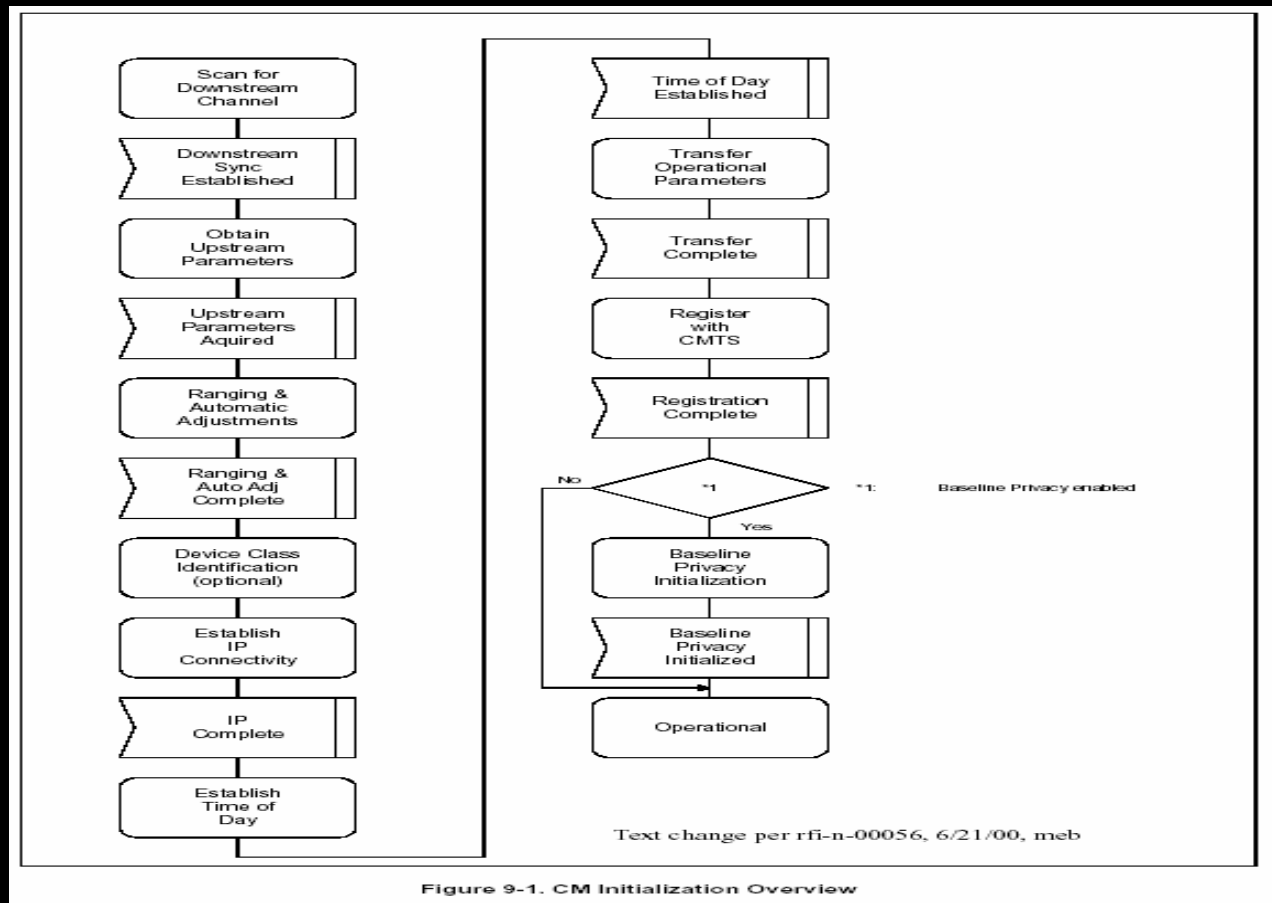 Scan for
Downstream
Channel
Downstream
Sync
Established
Obtain
Upstream
Parameters
Upstream
Parameters
Aquired
Ranging &
Automatic
Adjustments
Ranging &
Auto Adj
Complete
Device Class
Identification
(optional)
Establish
IP
Connectivity
IP
Complete
Establish
Time of
Day
Time of Day
Established
Transfer
Operational
Parameters
Transfer
Complete
Register
with
CMTS
Registration
Complete
No
*1
*1: Baseline Privacy enabled
Yes
Baseline
Privacy
Initialization
Baseline
Privacy
Initialized
Operational
Text change per rfi-n-00056, 6/21/00, meb
Figure 9-1. CM Initialization Overview